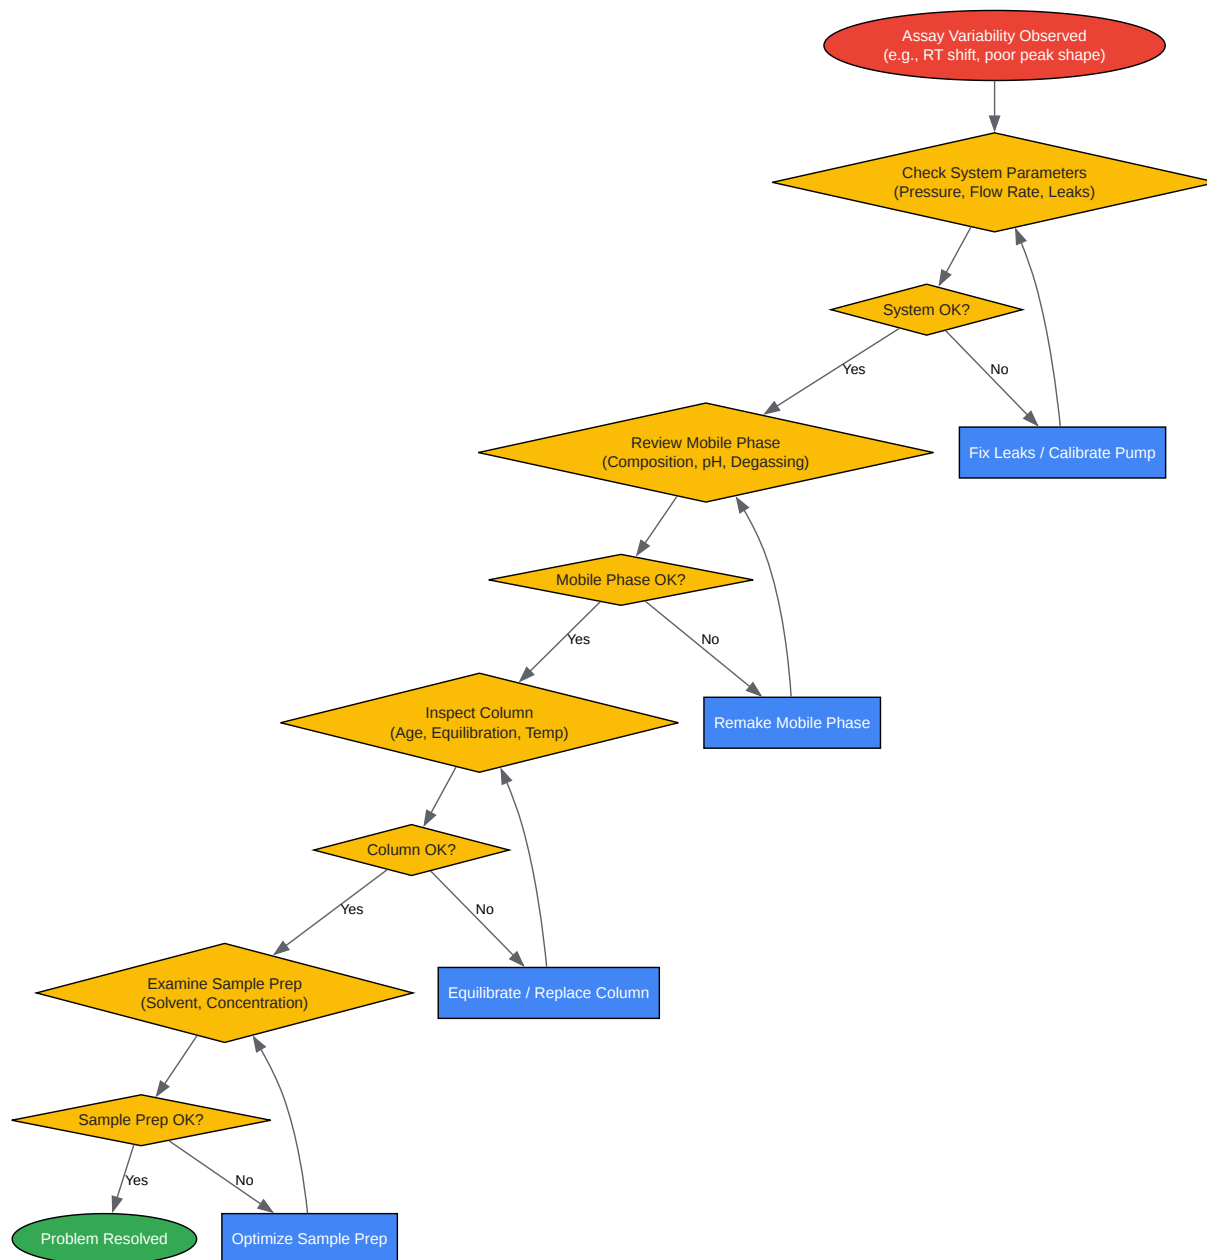 Assay Variability Observed
(e.g., RT shift, poor peak shape)
Check System Parameters
(Pressure, Flow Rate, Leaks)
System OK?
Yes
No
Review Mobile Phase
(Composition, pH, Degassing)
Fix Leaks / Calibrate Pump
Mobile Phase OK?
Yes
No
Inspect Column
(Age, Equilibration, Temp)
Remake Mobile Phase
Column OK?
Yes
No
Examine Sample Prep
(Solvent, Concentration)
Equilibrate / Replace Column
Sample Prep OK?
Yes
No
Problem Resolved
Optimize Sample Prep